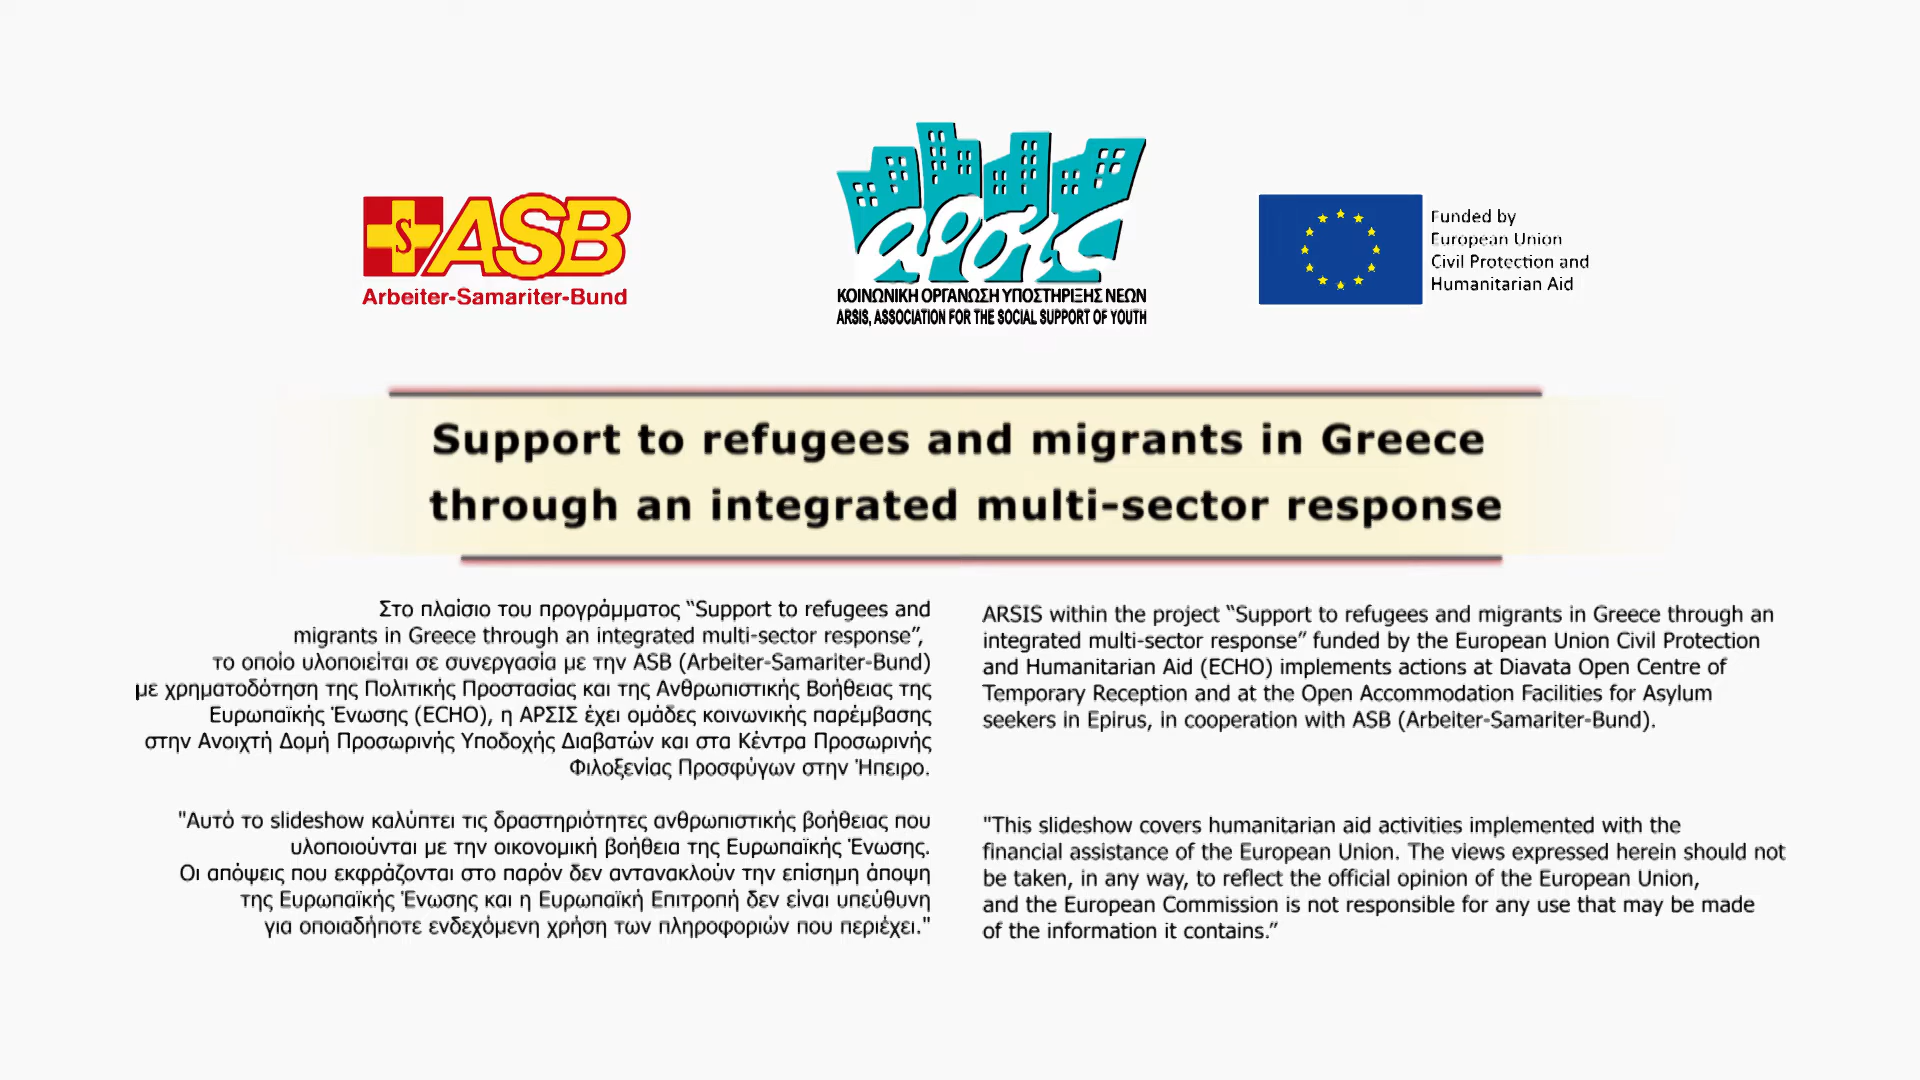 S ASB
Arbeiter-Samariter-Bund
αρσις
ΚΟΙΝΩΝΙΚΗ ΟΡΓΑΝΩΣΗ ΥΠΟΣΤΗΡΙΞΗΣ ΝΕΩΝ
ARSIS, ASSOCIATION FOR THE SOCIAL SUPPORT OF YOUTH
Funded by
European Union
Civil Protection and
Humanitarian Aid
Support to refugees and migrants in Greece
through an integrated multi-sector response
Στο πλαίσιο του προγράμματος “Support to refugees and
migrants in Greece through an integrated multi-sector response”,
το οποίο υλοποιείται σε συνεργασία με την ASB (Arbeiter-Samariter-Bund)
με χρηματοδότηση της Πολιτικής Προστασίας και της Ανθρωπιστικής Βοήθειας της
Ευρωπαϊκής Ένωσης (ECHO), η ΑΡΣΙΣ έχει ομάδες κοινωνικής παρέμβασης
στην Ανοιχτή Δομή Προσωρινής Υποδοχής Διαβατών και στα Κέντρα Προσωρινής
Φιλοξενίας Προσφύγων στην Ήπειρο.
"Αυτό το slideshow καλύπτει τις δραστηριότητες ανθρωπιστικής βοήθειας που
υλοποιούνται με την οικονομική βοήθεια της Ευρωπαϊκής Ένωσης.
Οι απόψεις που εκφράζονται στο παρόν δεν αντανακλούν την επίσημη άποψη
της Ευρωπαϊκής Ένωσης και η Ευρωπαϊκή Επιτροπή δεν είναι υπεύθυνη
για οποιαδήποτε ενδεχόμενη χρήση των πληροφοριών που περιέχει."
ARSIS within the project “Support to refugees and migrants in Greece through an
integrated multi-sector response” funded by the European Union Civil Protection
and Humanitarian Aid (ECHO) implements actions at Diavata Open Centre of
Temporary Reception and at the Open Accommodation Facilities for Asylum
seekers in Epirus, in cooperation with ASB (Arbeiter-Samariter-Bund).
"This slideshow covers humanitarian aid activities implemented with the
financial assistance of the European Union. The views expressed herein should not
be taken, in any way, to reflect the official opinion of the European Union,
and the European Commission is not responsible for any use that may be made
of the information it contains.”